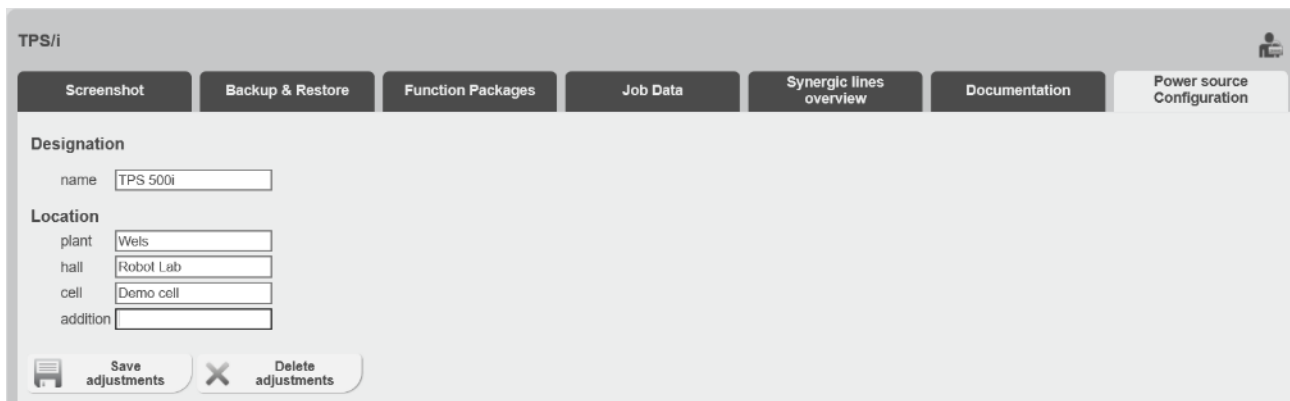 TPS/i
Screenshot
Backup & Restore
Function Packages
Job Data
Synergic lines
overview
Documentation
Power source
Configuration
Designation
name TPS 500i
Location
plant Wels
hall Robot Lab
cell Demo cell
addition
Save
adjustments
Delete
adjustments